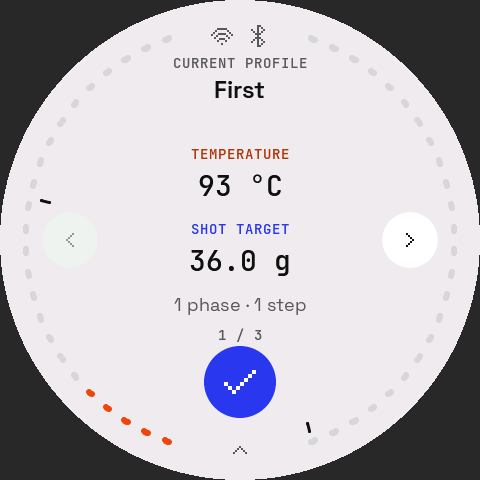 CURRENT PROFILE
First
TEMPERATURE
93 °C
SHOT TARGET
36.0 g
1 phase · 1 step
1 / 3